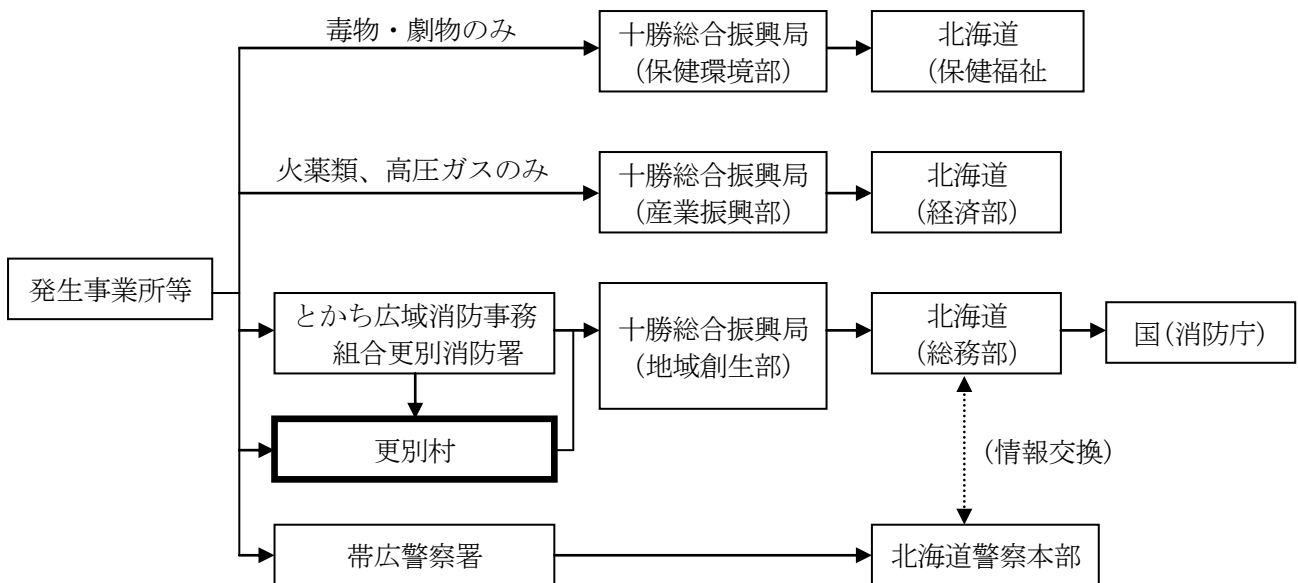 毒物・劇物のみ
十勝総合振興局
(保健環境部)
北海道
(保健福祉
火薬類、高圧ガスのみ
十勝総合振興局
(産業振興部)
北海道
(経済部)
発生事業所等
とかち広域消防事務
組合更別消防署
十勝総合振興局
(地域創生部)
北海道
(総務部)
国(消防庁)
更別村
(情報交換)
帯広警察署
北海道警察本部